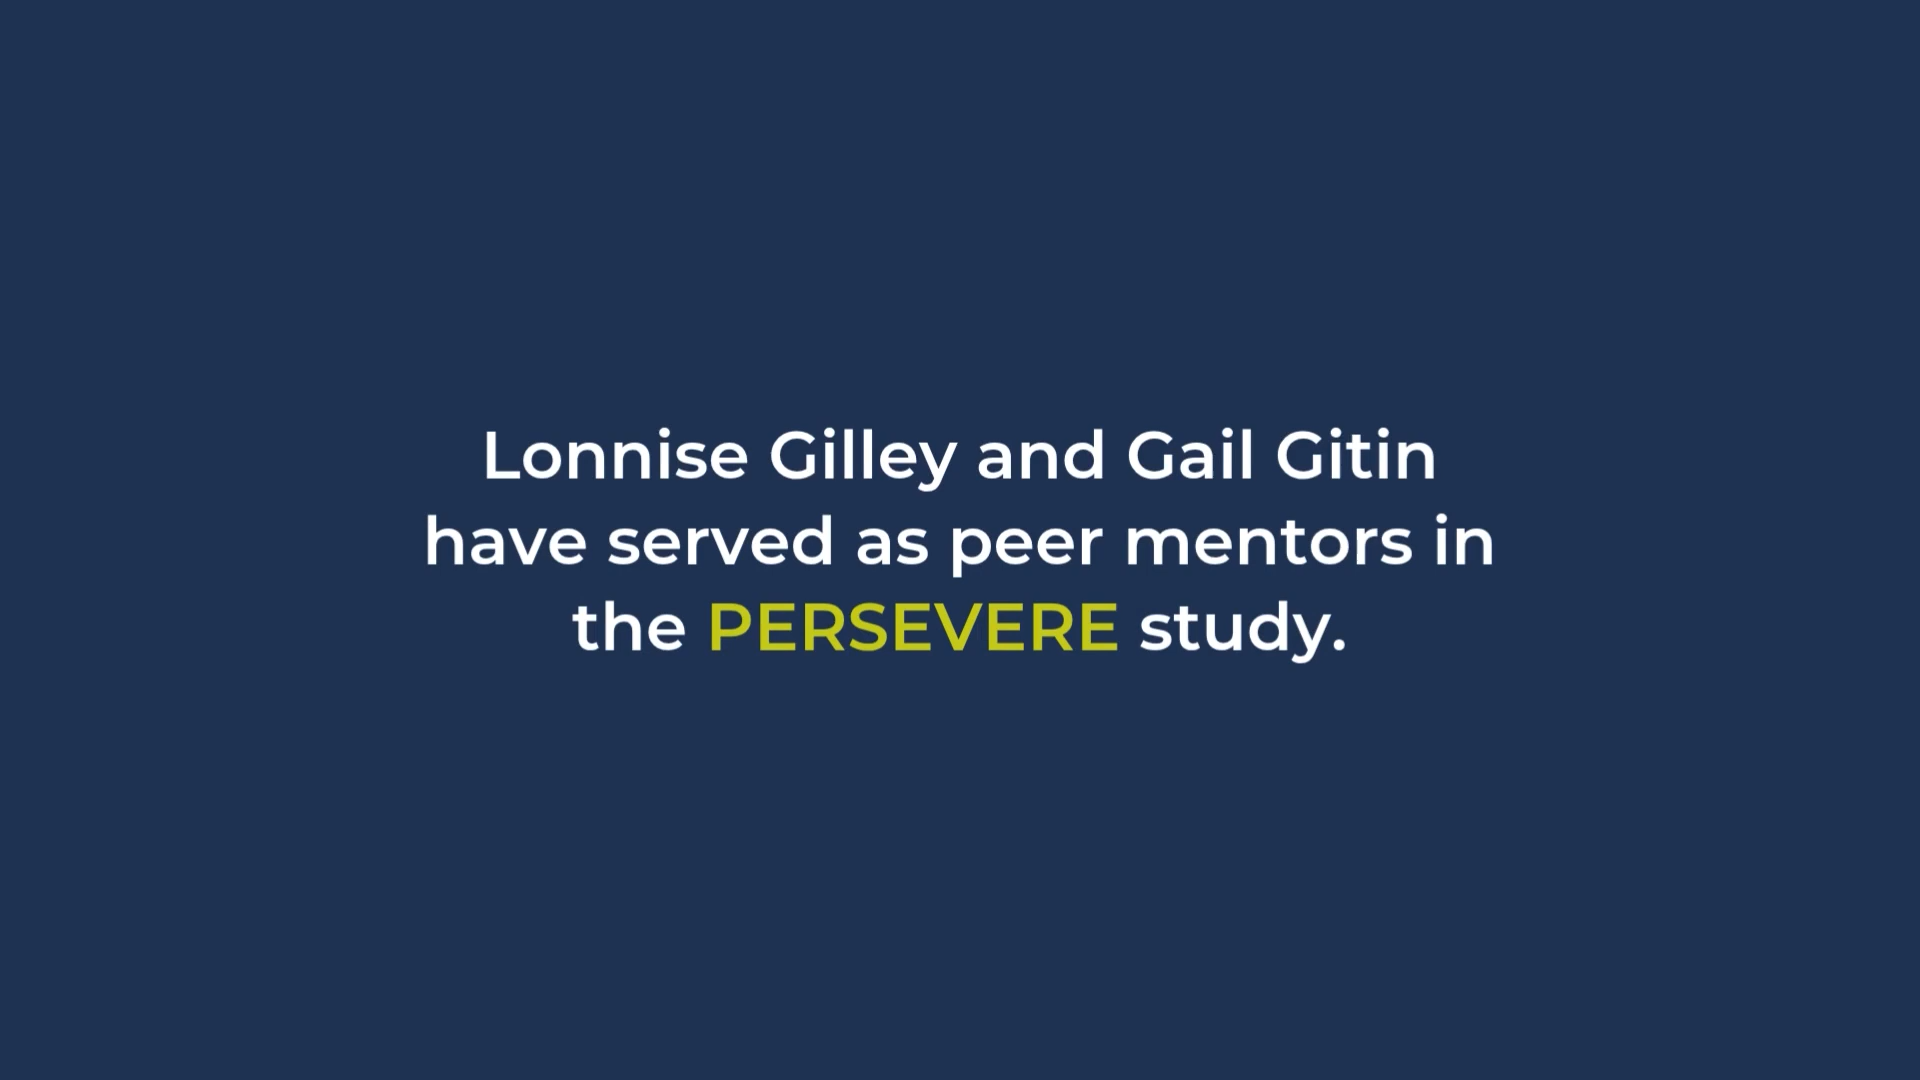 Lonnise Gilley and Gail Gitin
have served as peer mentors in
the PERSEVERE study.